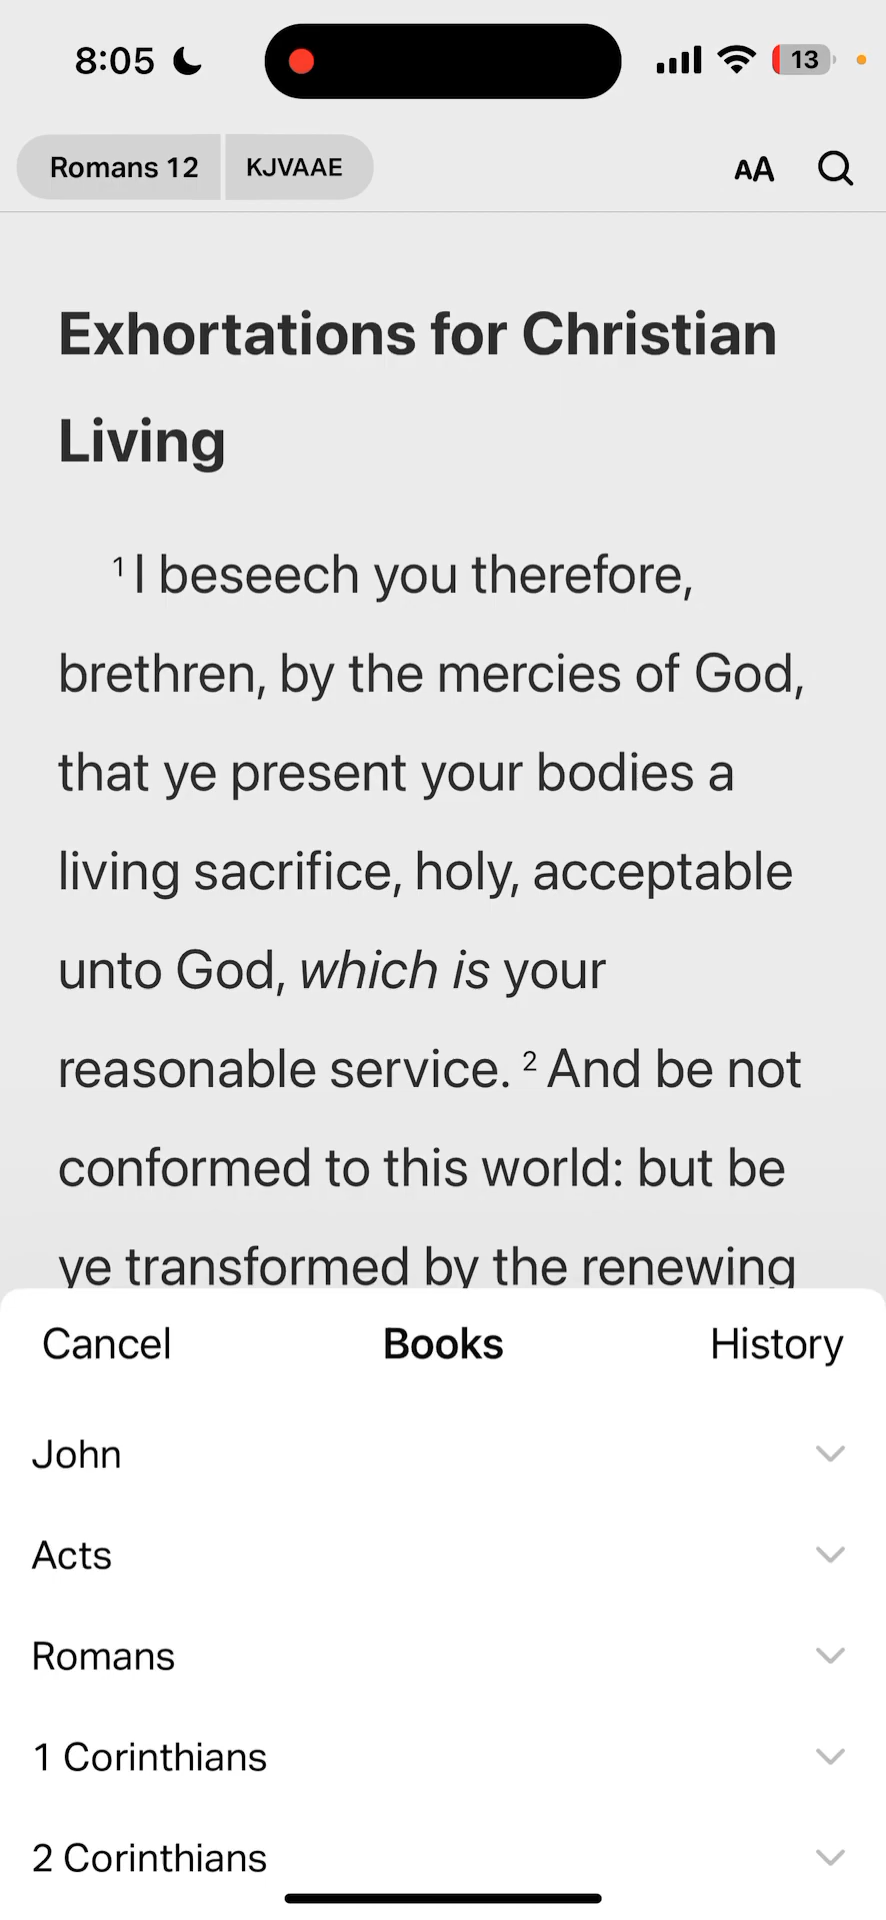 8:05
13
Romans 12 KJVAAE AA
Exhortations for Christian
Living
1 I beseech you therefore,
brethren, by the mercies of God,
that ye present your bodies a
living sacrifice, holy, acceptable
unto God, which is your
reasonable service. 2 And be not
conformed to this world: but be
ye transformed by the renewing
Cancel Books History
John
Acts
Romans
1 Corinthians
2 Corinthians